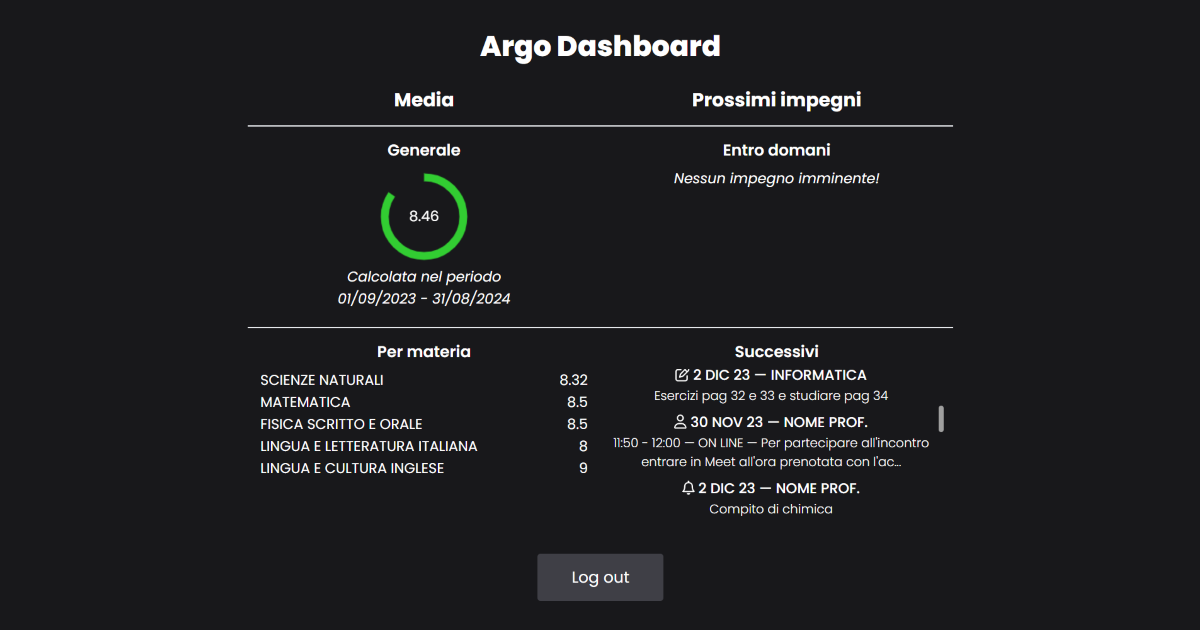 Argo Dashboard
Media
Prossimi impegni
Generale
8.46
Calcolata nel periodo
01/09/2023 - 31/08/2024
Entro domani
Nessun impegno imminente!
Per materia
SCIENZE NATURALI 8.32
MATEMATICA 8.5
FISICA SCRITTO E ORALE 8.5
LINGUA E LETTERATURA ITALIANA 8
LINGUA E CULTURA INGLESE 9
Successivi
2 DIC 23 — INFORMATICA
Esercizi pag 32 e 33 e studiare pag 34
30 NOV 23 — NOME PROF.
11:50 - 12:00 — ON LINE — Per partecipare all'incontro
entrare in Meet all'ora prenotata con l'ac...
2 DIC 23 — NOME PROF.
Compito di chimica
Log out